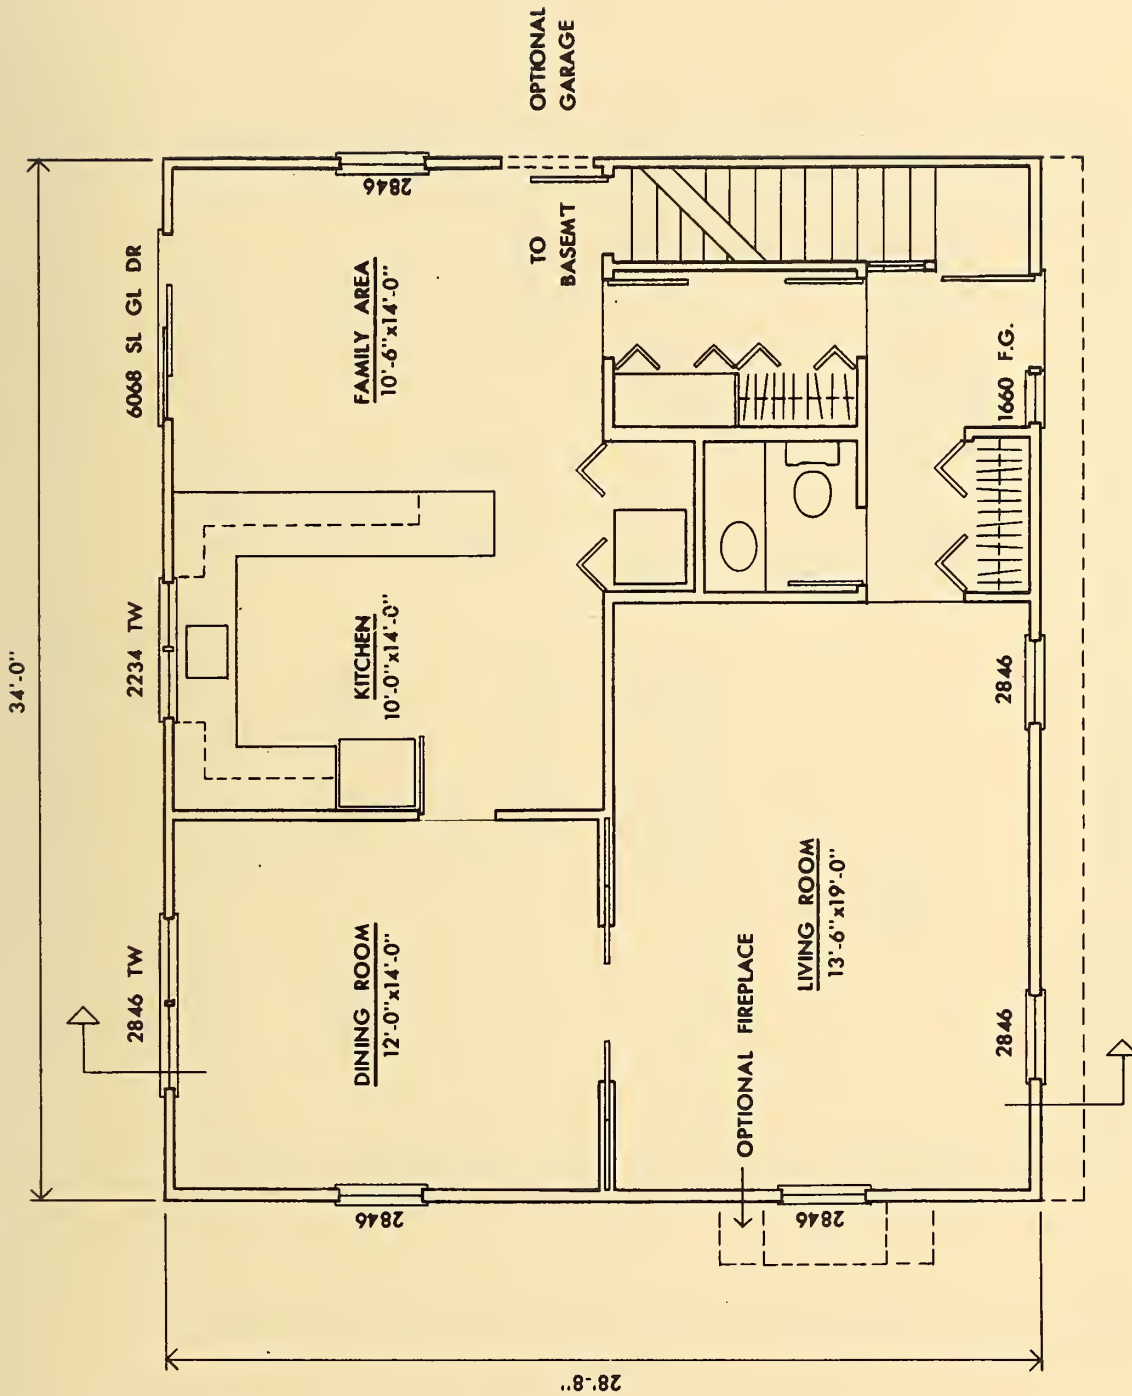 34'-0"
2846 TW
2234 TW
6068 SL GL DR
2846
DINING ROOM
12'-0"x14'-0"
KITCHEN
10'-0"x14'-0"
FAMILY AREA
10'-6"x14'-0"
2846
OPTIONAL
GARAGE
TO
BASEM'T
28'-8"
OPTIONAL FIREPLACE
2846
LIVING ROOM
13'-6"x19'-0"
2846
2846
1660 F.G.